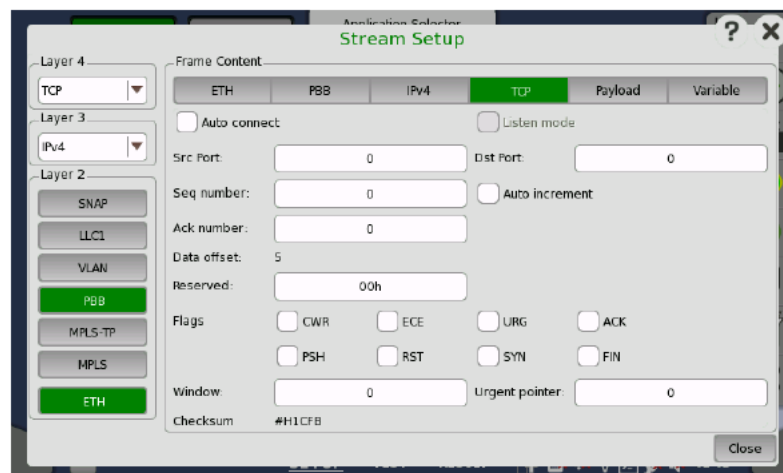 Application Selector
Stream Setup
? X
Layer 4
TCP
Layer 3
IPv4
Layer 2
SNAP
LLC1
VLAN
PBB
MPLS-TP
MPLS
ETH
Frame Content
ETH PBB IPv4 TCP Payload Variable
Auto connect Listen mode
Src Port: 0 Dst Port: 0
Seq number: 0 Auto increment
Ack number: 0
Data offset: 5
Reserved: 00h
Flags CWR ECE URG ACK
PSH RST SYN FIN
Window: 0 Urgent pointer: 0
Checksum #H1CFB
Close